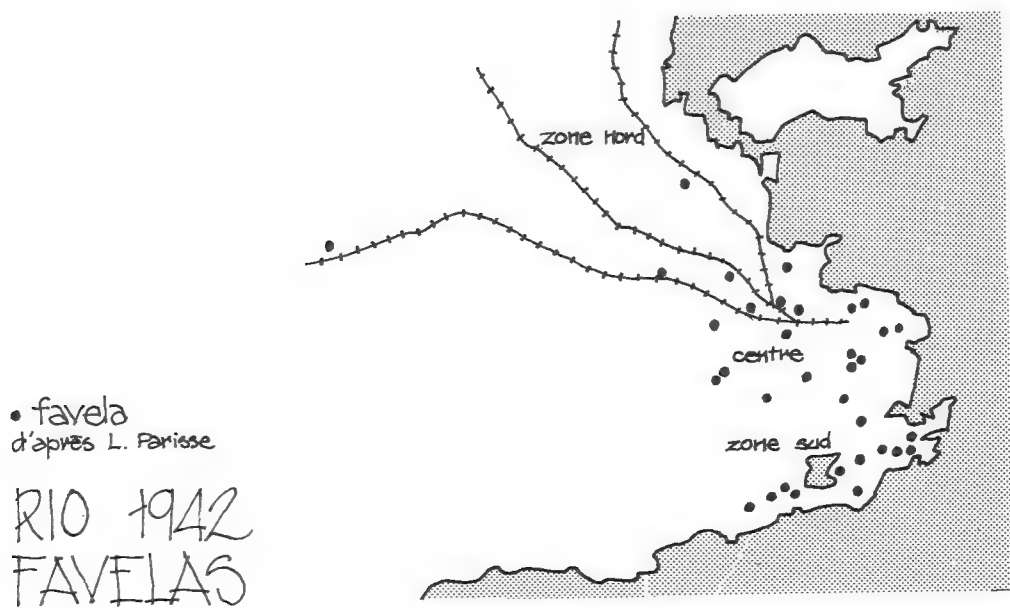 zone nord
centre
zone sud
favela
d'après L. Parisse
RIO 1942
FAVELAS